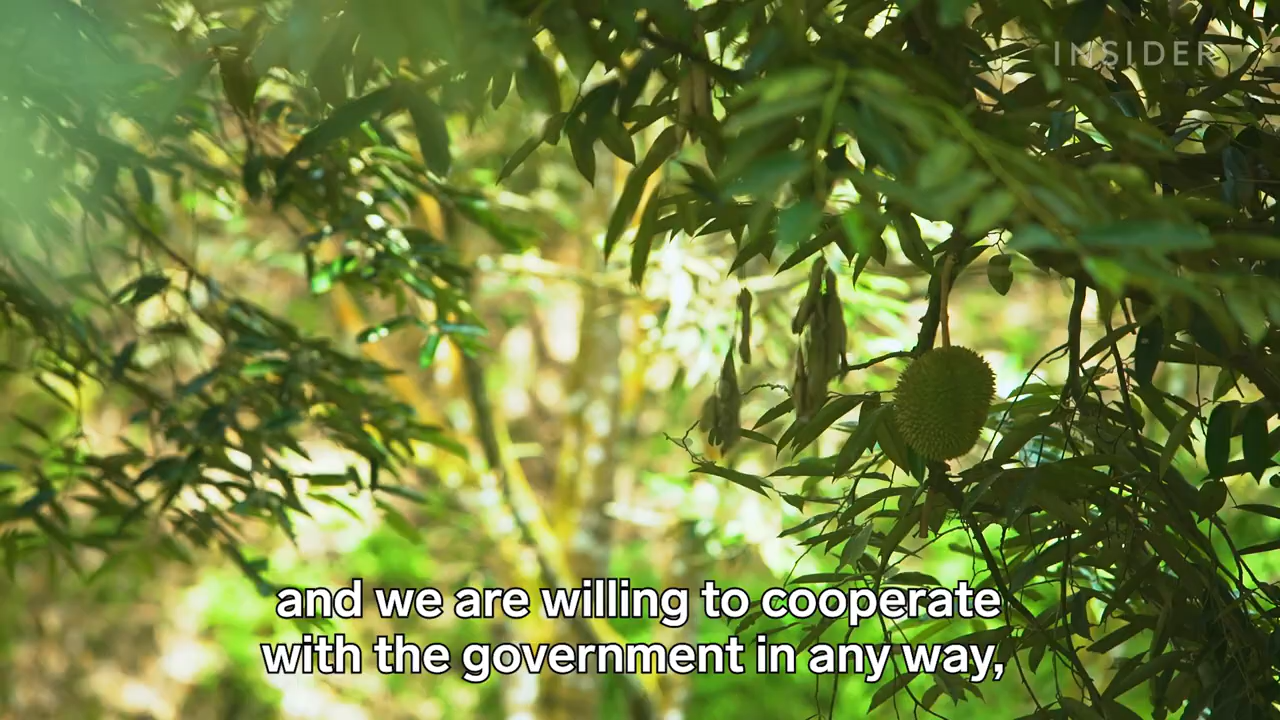 INSIDER
and we are willing to cooperate
with the government in any way,